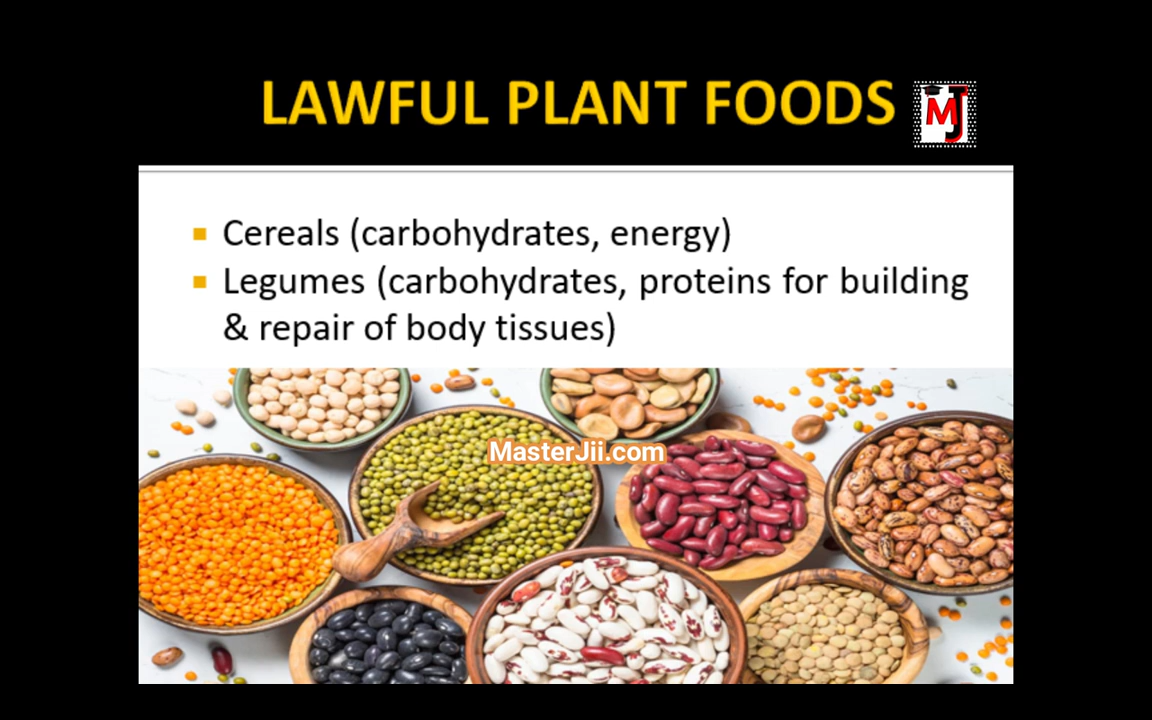 LAWFUL PLANT FOODS
MJ
Cereals (carbohydrates, energy)
Legumes (carbohydrates, proteins for building
& repair of body tissues)
MasterJii.com